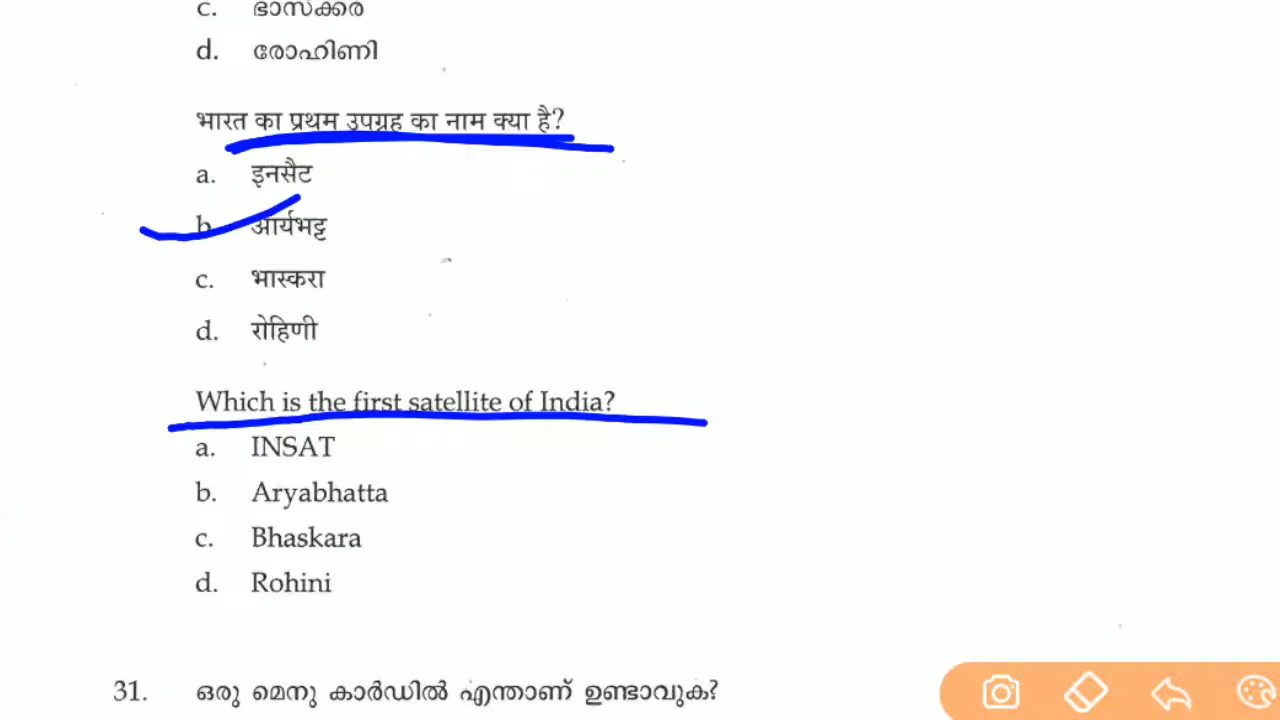 c. ഭാസ്ക്കര
d. രോഹിണി
भारत का प्रथम उपग्रह का नाम क्या है?
a. इनसैट
b. आर्यभट्ट
c. भास्करा
d. रोहिणी
Which is the first satellite of India?
a. INSAT
b. Aryabhatta
c. Bhaskara
d. Rohini
31. ഒരു മെനു കാർഡിൽ എന്താണ് ഉണ്ടാവുക?